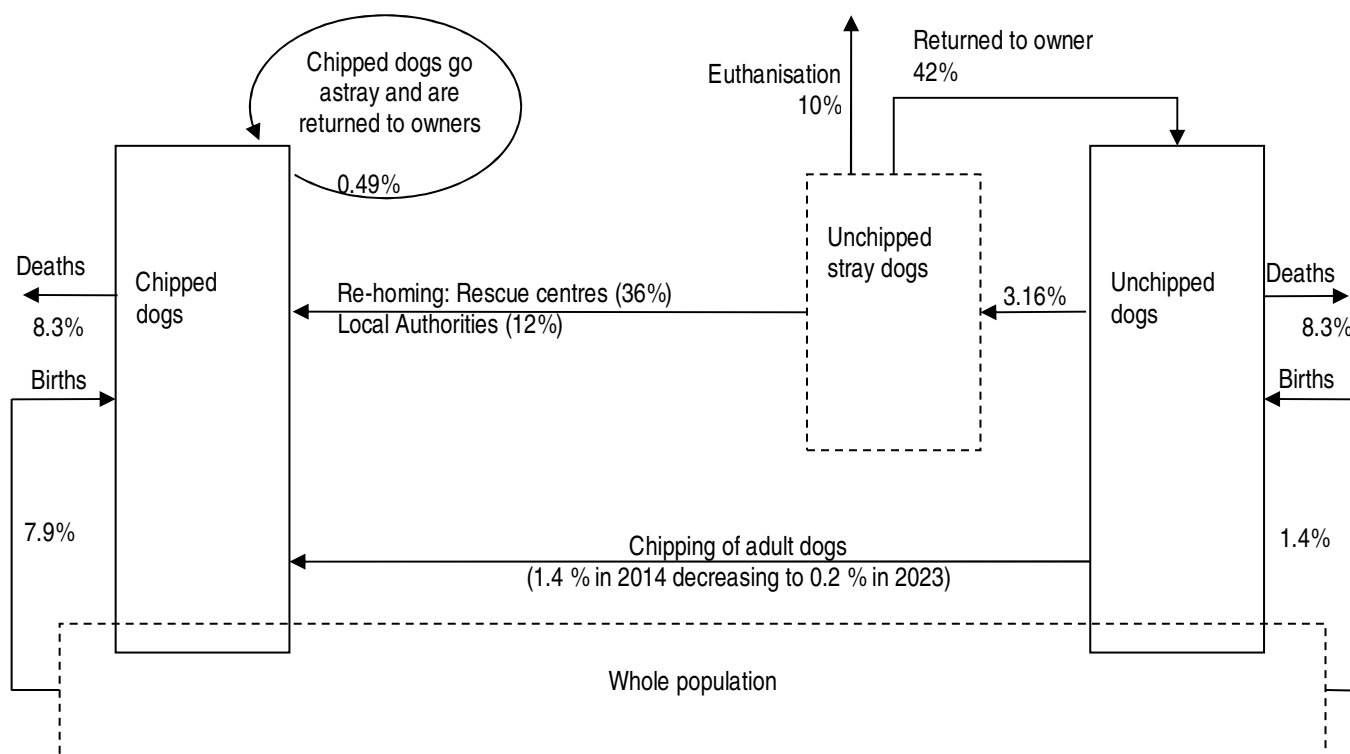 Returned to owner
42%
Euthanisation
10%
Chipped dogs go
astray and are
returned to owners
0.49%
Unchipped
stray dogs
Deaths
8.3%
Chipped
dogs
Re-homing: Rescue centres (36%)
Local Authorities (12%)
3.16%
Unchipped
dogs
Deaths
8.3%
Births
Births
7.9%
Chipping of adult dogs
(1.4 % in 2014 decreasing to 0.2 % in 2023)
1.4%
Whole population